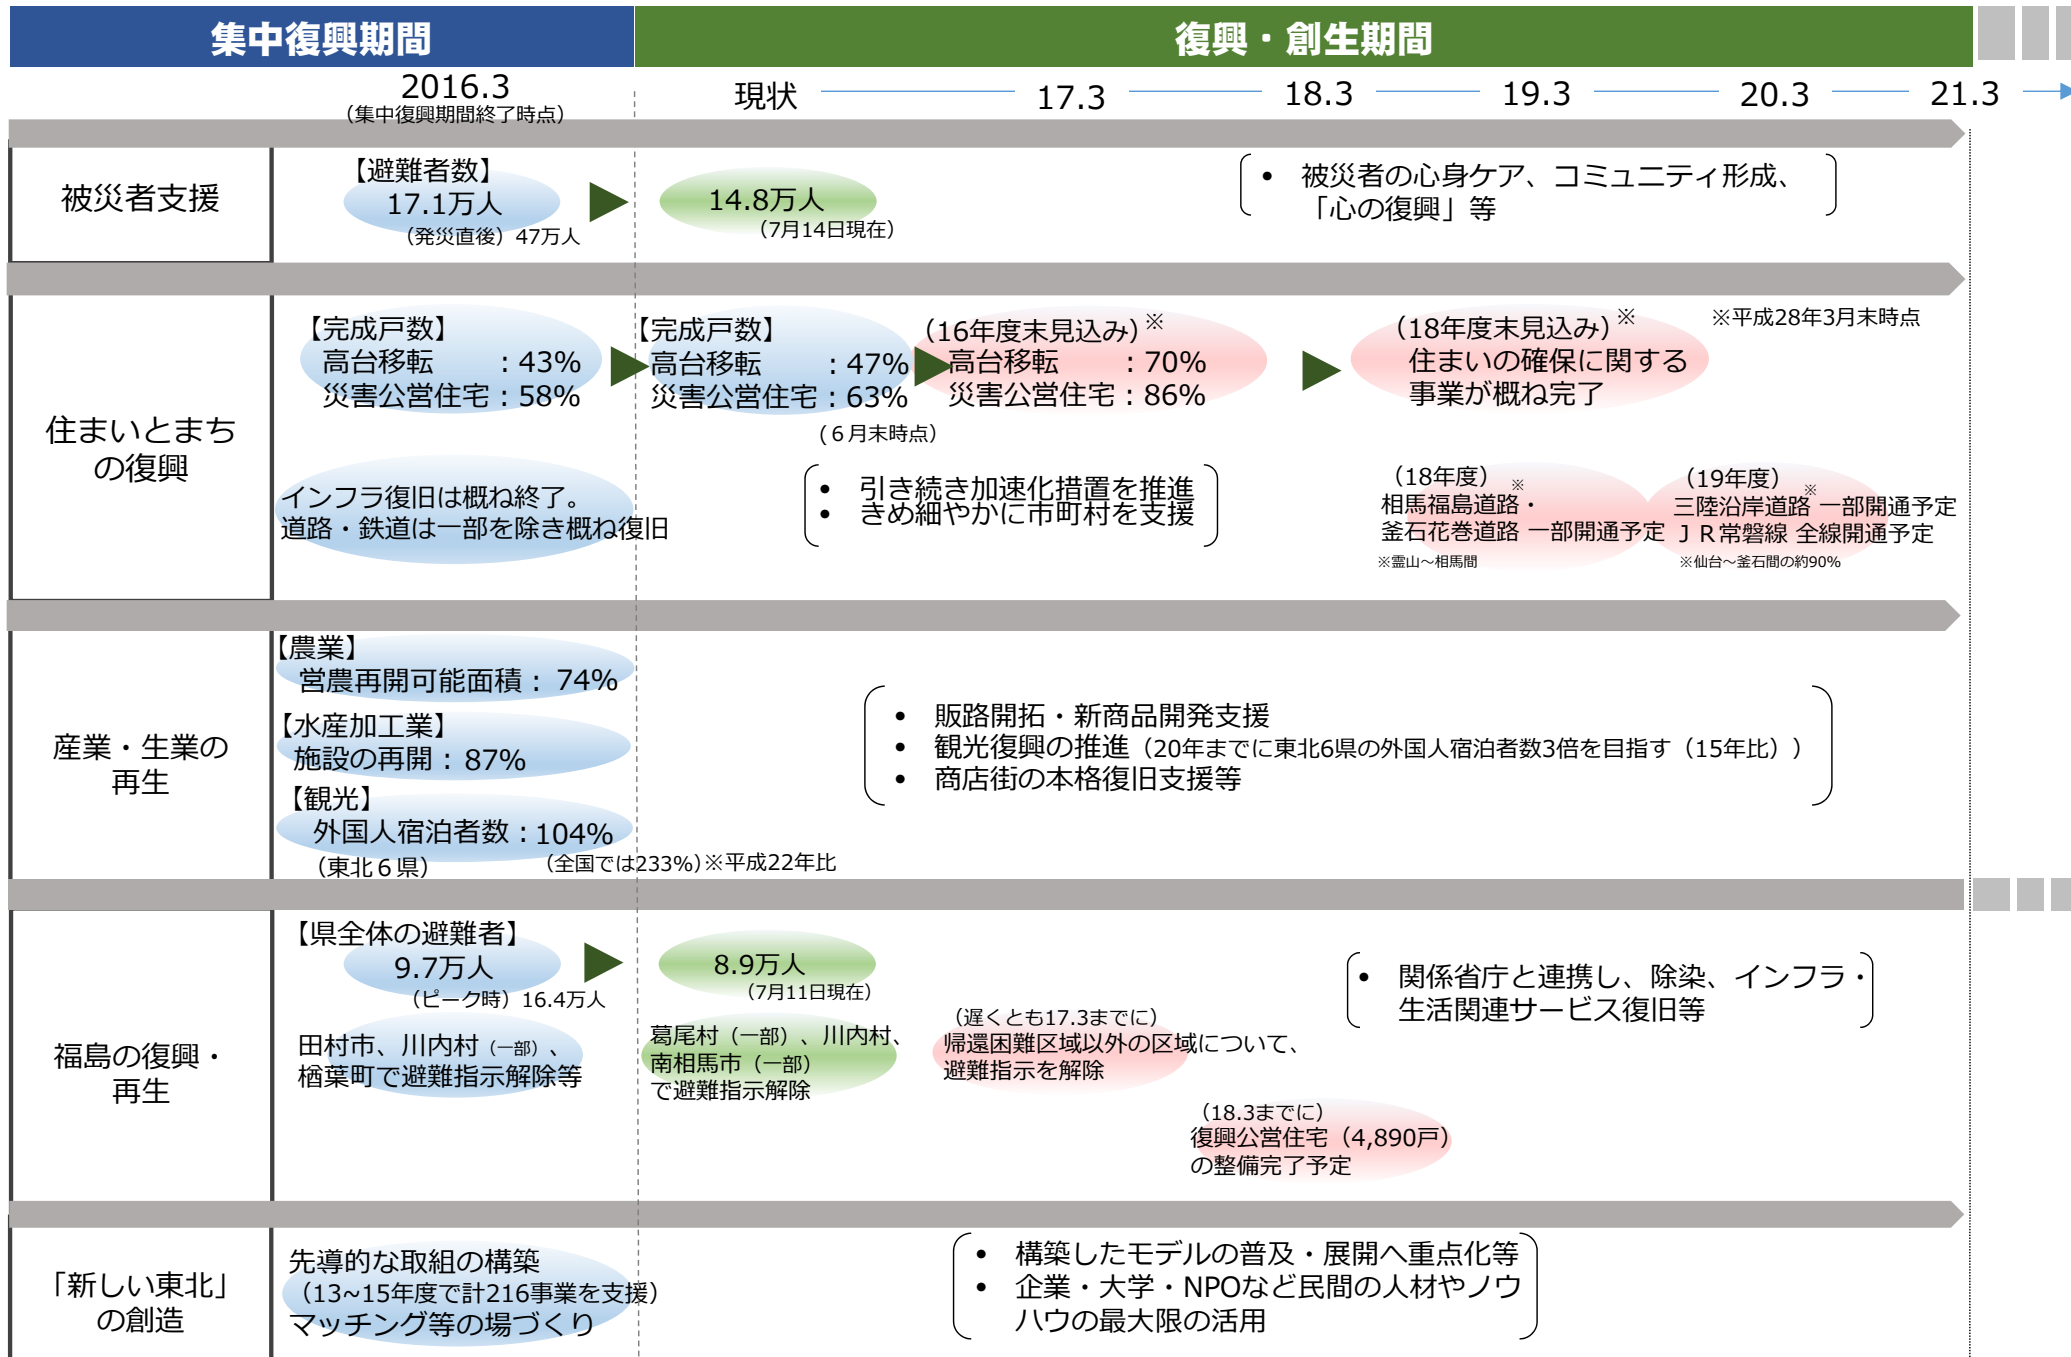 集中復興期間
復興・創生期間
2016.3
（集中復興期間終了時点）
現状
17.3
18.3
19.3
20.3
21.3
被災者支援
【避難者数】
17.1万人
（発災直後）47万人
14.8万人
（7月14日現在）
• 被災者の心身ケア、コミュニティ形成、
「心の復興」等
住まいとまち
の復興
【完成戸数】
高台移転　　：43%
災害公営住宅：58%
【完成戸数】
高台移転　　：47%
災害公営住宅：63%
(６月末時点）
（16年度末見込み）※
高台移転　　：70%
災害公営住宅：86%
（18年度末見込み）※
住まいの確保に関する
事業が概ね完了
※平成28年3月末時点
インフラ復旧は概ね終了。
道路・鉄道は一部を除き概ね復旧
• 引き続き加速化措置を推進
• きめ細やかに市町村を支援
（18年度）
相馬福島道路※・
釜石花巻道路 一部開通予定
※霊山～相馬間
（19年度）
三陸沿岸道路※ 一部開通予定
ＪＲ常磐線 全線開通予定
※仙台～釜石間の約90%
産業・生業の
再生
【農業】
営農再開可能面積：74%
【水産加工業】
施設の再開：87%
【観光】
外国人宿泊者数：104%
（東北６県）
（全国では233%）※平成22年比
• 販路開拓・新商品開発支援
• 観光復興の推進（20年までに東北6県の外国人宿泊者数3倍を目指す（15年比））
• 商店街の本格復旧支援等
福島の復興・
再生
【県全体の避難者】
9.7万人
（ピーク時）16.4万人
8.9万人
（7月11日現在）
田村市、川内村（一部）、
楢葉町で避難指示解除等
葛尾村（一部）、川内村、
南相馬市（一部）
で避難指示解除
（遅くとも17.3までに）
帰還困難区域以外の区域について、
避難指示を解除
• 関係省庁と連携し、除染、インフラ・
生活関連サービス復旧等
（18.3までに）
復興公営住宅（4,890戸）
の整備完了予定
「新しい東北」
の創造
先導的な取組の構築
（13~15年度で計216事業を支援）
マッチング等の場づくり
• 構築したモデルの普及・展開へ重点化等
• 企業・大学・NPOなど民間の人材やノウ
ハウの最大限の活用